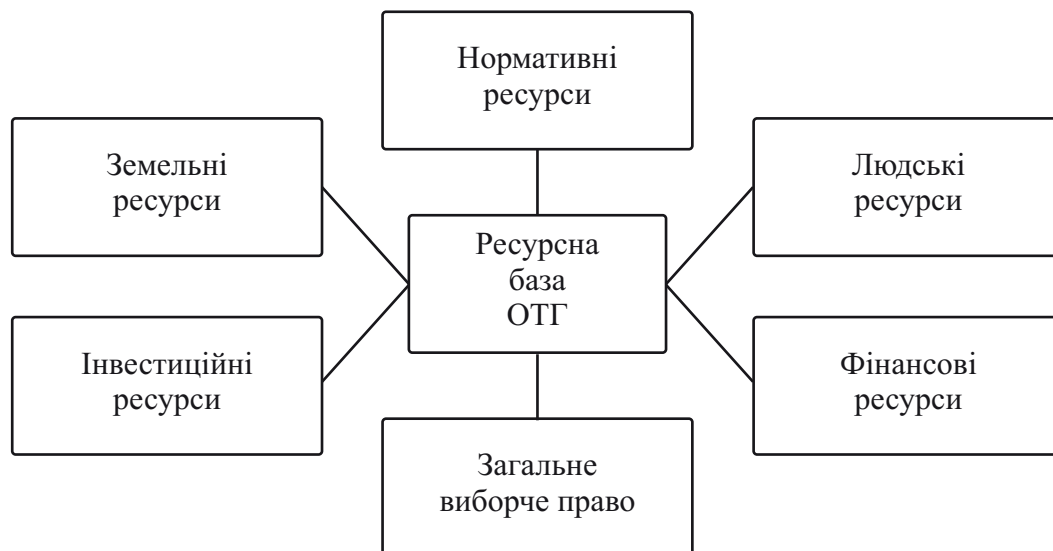 Нормативні
ресурси
Земельні
ресурси
Людські
ресурси
Ресурсна
база
ОТГ
Інвестиційні
ресурси
Фінансові
ресурси
Загальне
виборче право